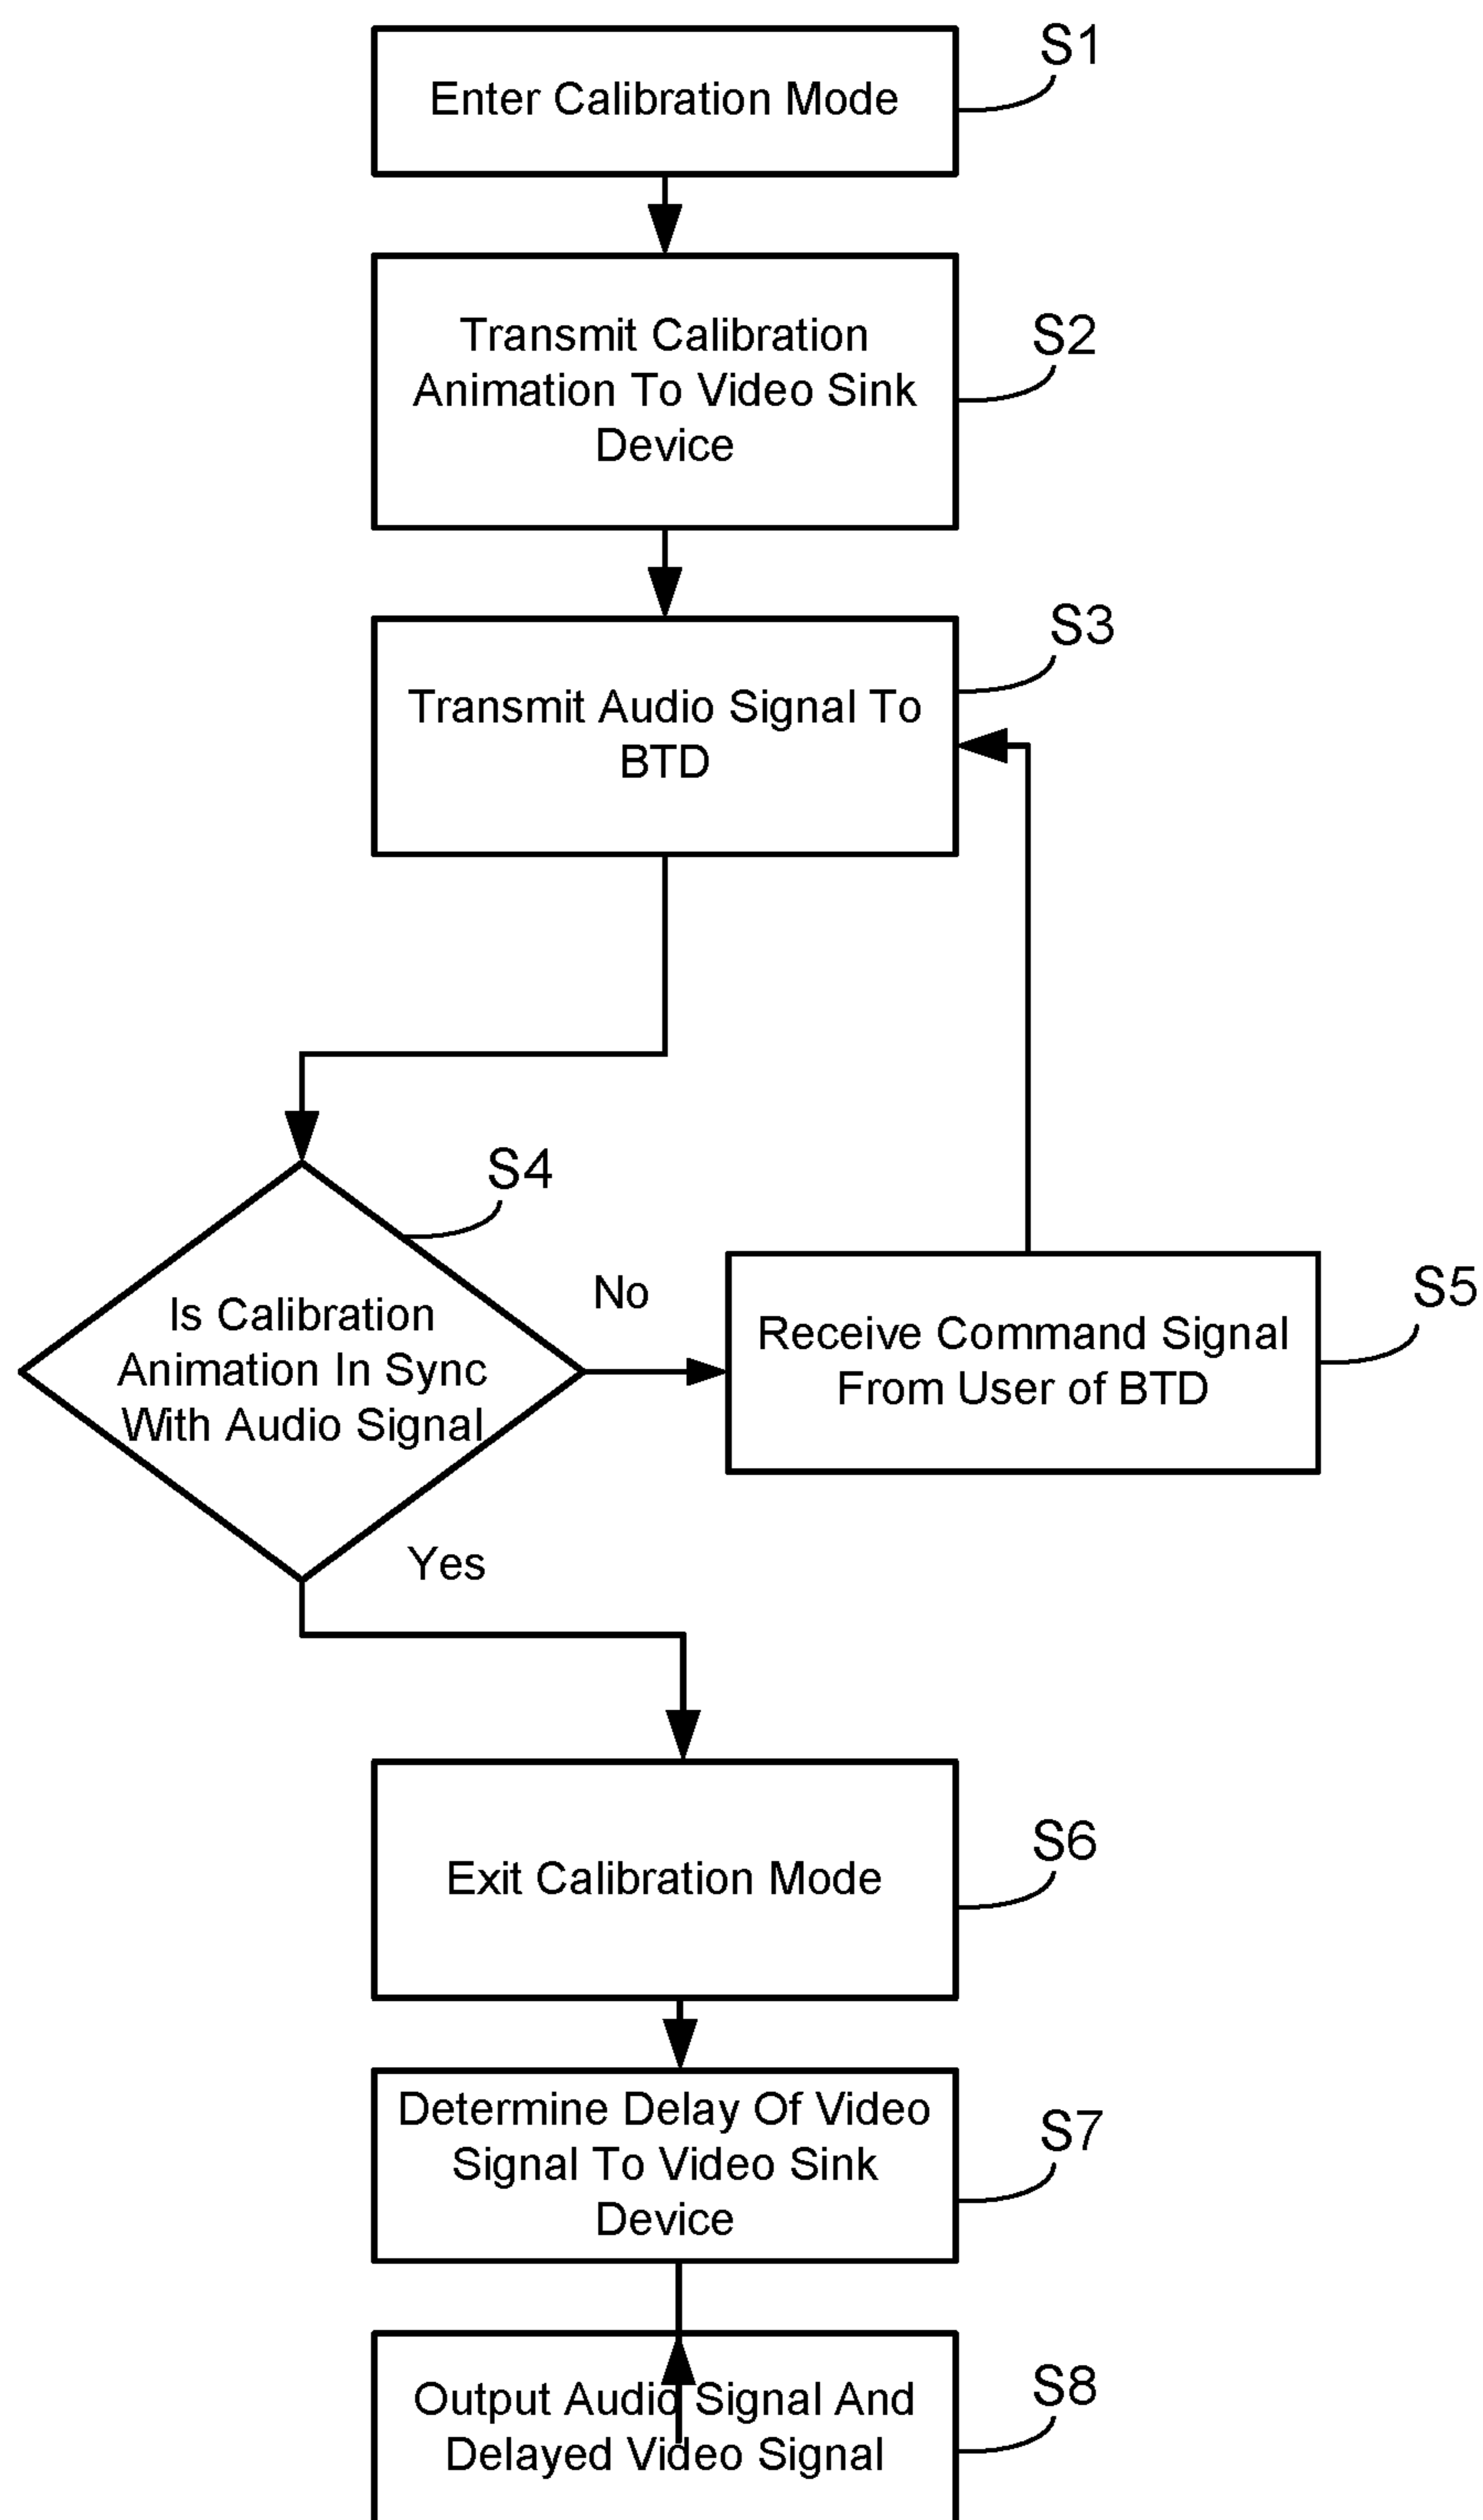 S1
Enter Calibration Mode
S2
Transmit Calibration
Animation To Video Sink
Device
S3
Transmit Audio Signal To
BTD
S4
Is Calibration
Animation In Sync
With Audio Signal
No
S5
Receive Command Signal
From User of BTD
Yes
S6
Exit Calibration Mode
S7
Determine Delay Of Video
Signal To Video Sink
Device
S8
Output Audio Signal And
Delayed Video Signal